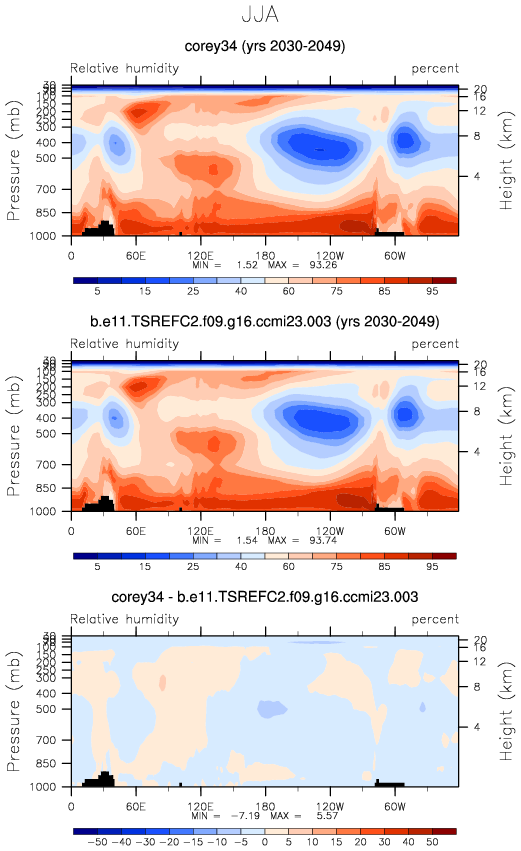 JJA
corey34 (yrs 2030-2049)
Relative humidity percent
Pressure (mb)
30
100
150
200
250
300
400
500
700
850
1000
20
16
12
8
4
Height (km)
0 60E 120E 180 120W 60W
MIN = 1.52 MAX = 93.26
5 15 25 40 60 75 85 95
b.e11.TSREFC2.f09.g16.ccmi23.003 (yrs 2030-2049)
Relative humidity percent
Pressure (mb)
30
100
150
200
250
300
400
500
700
850
1000
20
16
12
8
4
Height (km)
0 60E 120E 180 120W 60W
MIN = 1.54 MAX = 93.74
5 15 25 40 60 75 85 95
corey34 - b.e11.TSREFC2.f09.g16.ccmi23.003
Relative humidity percent
Pressure (mb)
30
100
150
200
250
300
400
500
700
850
1000
20
16
12
8
4
Height (km)
0 60E 120E 180 120W 60W
MIN = −7.19 MAX = 5.57
−50 −40 −30 −20 −15 −10 −5 0 5 10 15 20 30 40 50